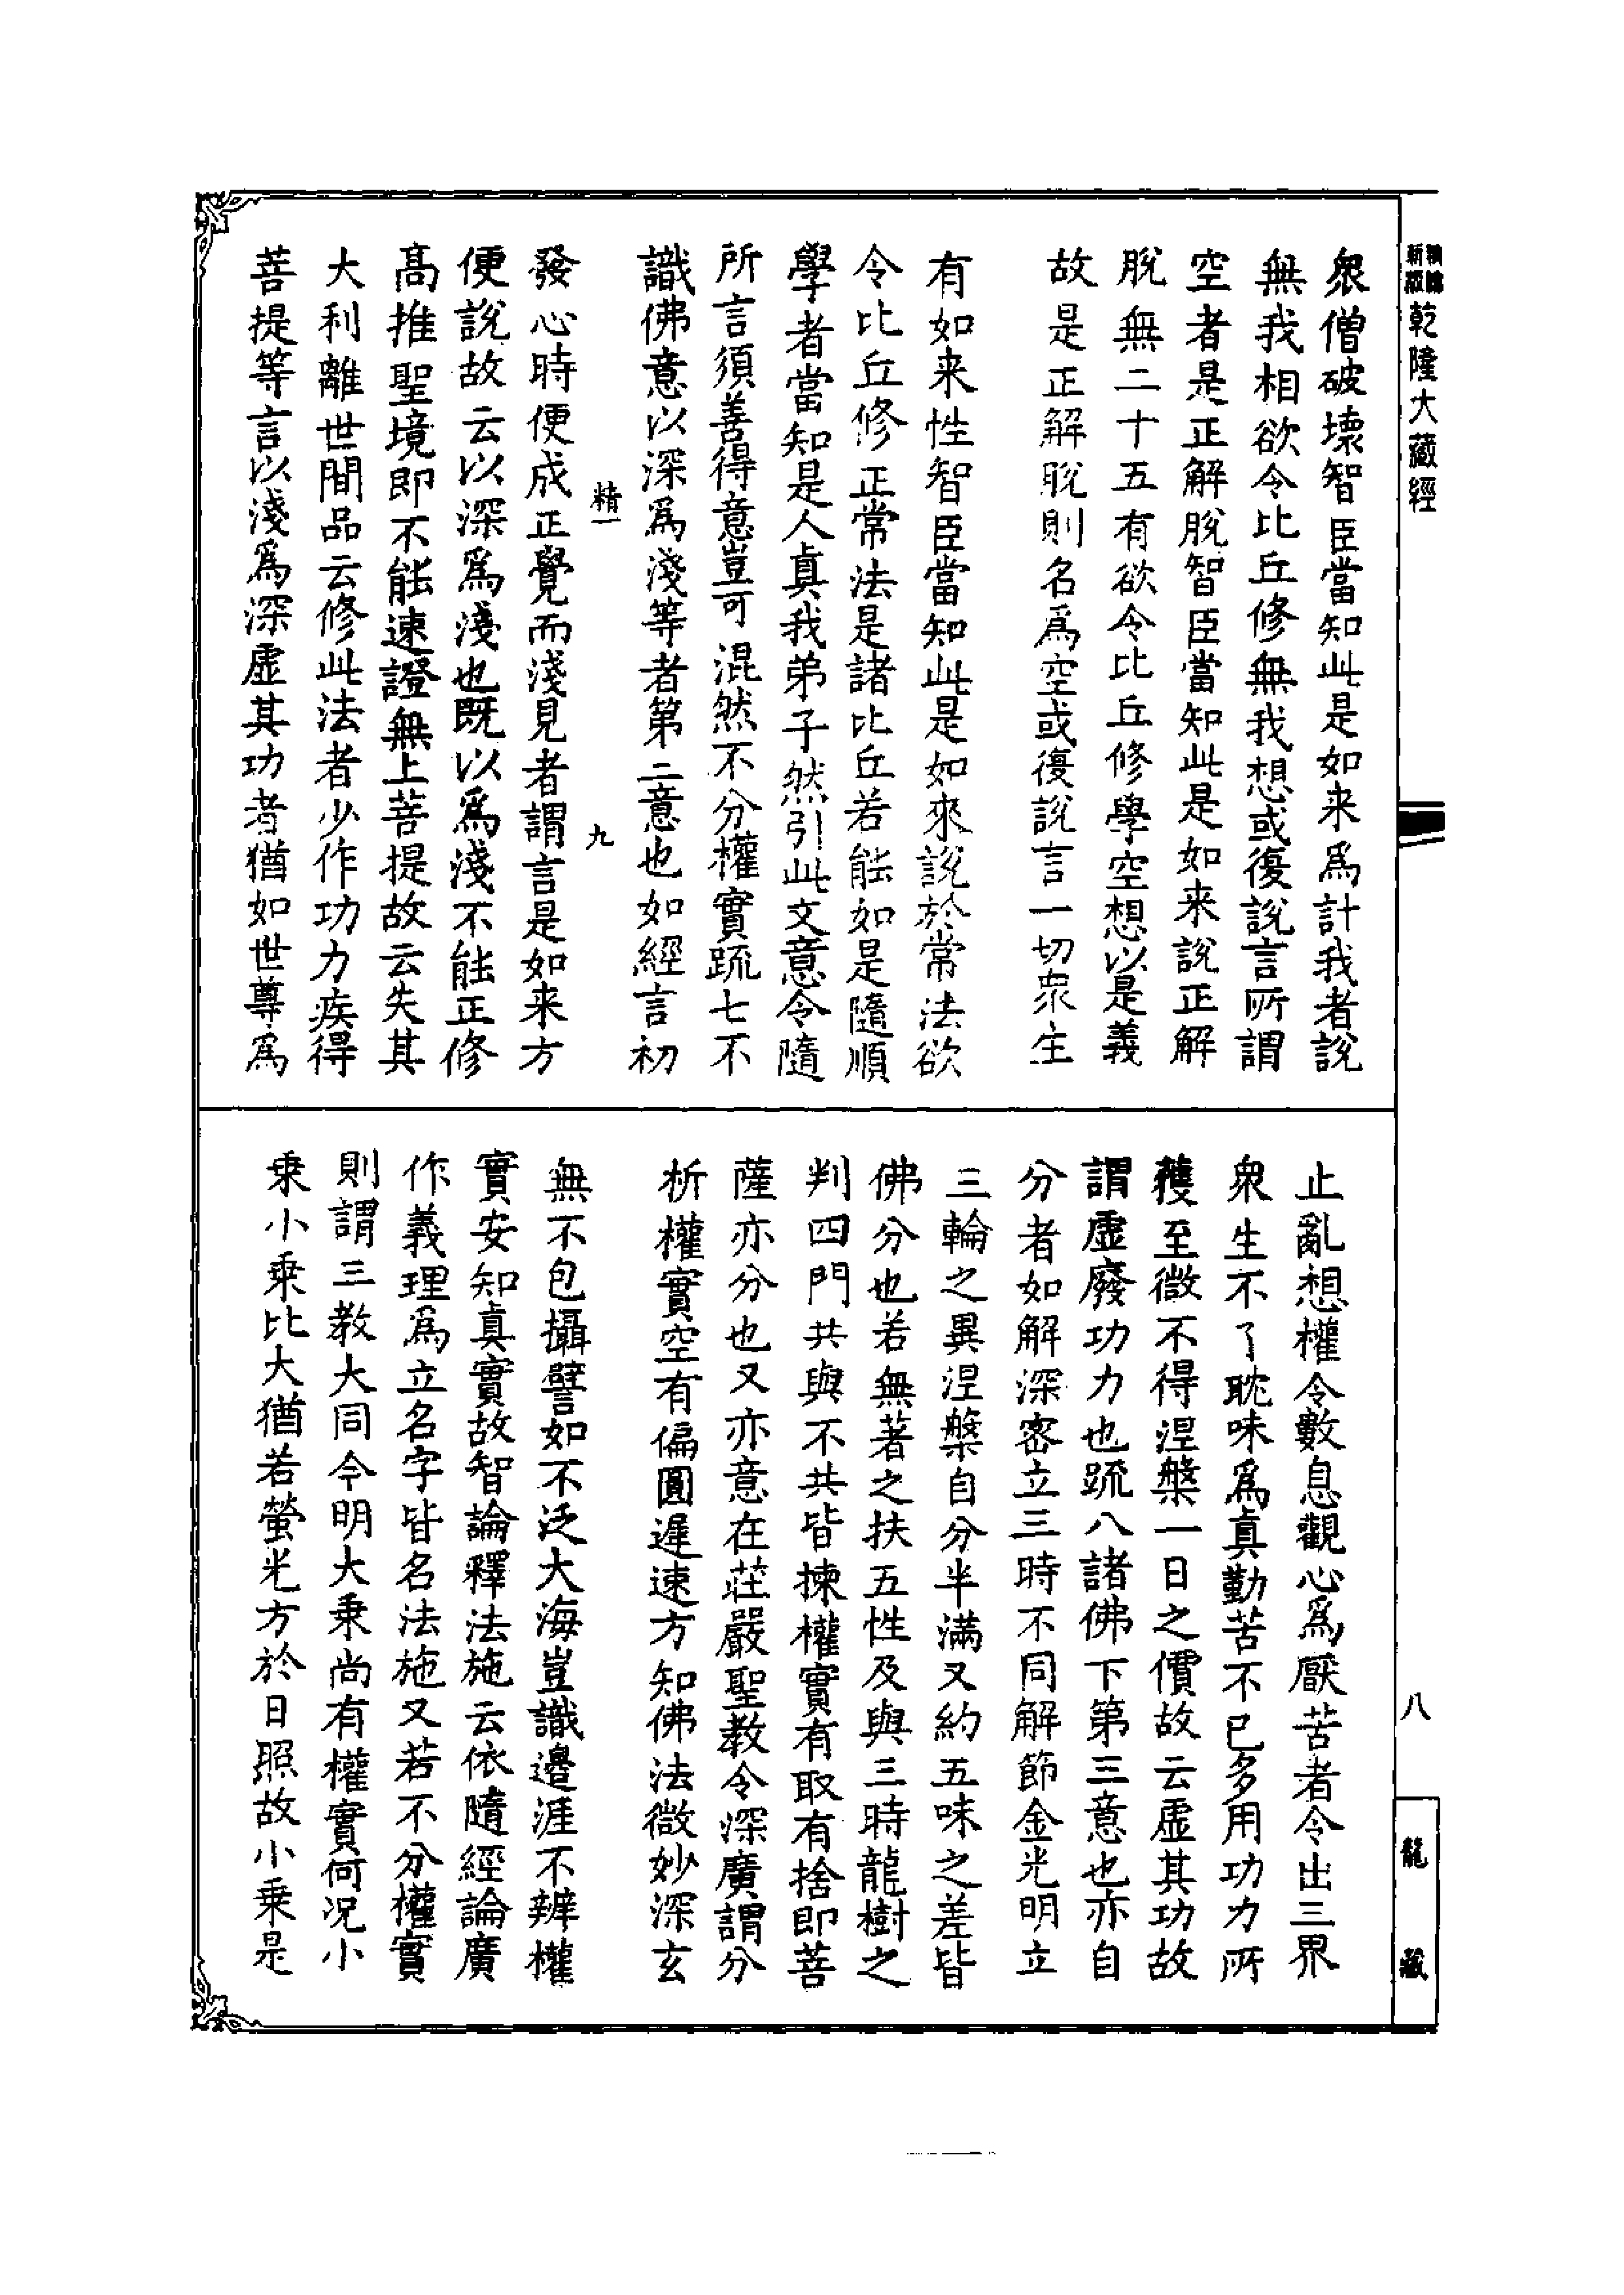 新版
乾隆大藏經
眾僧破壞智臣當知此是如来為計我者說
無我相欲令比丘修無我想或復說言所謂
空者是正解脫智臣當知此是如来說正解
脫無二十五有欲令比丘修學空想以是義
故是正解脫則名為空或復說言一切眾生
有如来性智臣當知此是如來說於常法欲
令比丘修正常法是諸比丘若能如是隨順
學者當知是人真我弟子然引此文意令隨
所言須善得意豈可混然不分權實疏七不
識佛意以深為淺等者第二意也如經言初
精一
九
發心時便成正覺而淺見者謂言是如来方
便說故云以深為淺也既以為淺不能正修
高推聖境即不能速證無上菩提故云失其
大利離世間品云修此法者少作功力疾得
菩提等言以淺為深虛其功者猶如世尊為
止亂想權令數息觀心為厭苦者令出三界
眾生不了耽味為真勤苦不已多用功力所
獲至微不得涅槃一日之價故云虛其功故
謂虛廢功力也疏八諸佛下第三意也亦自
分者如解深密立三時不同解節金光明立
三輪之異涅槃自分半滿又約五味之差皆
佛分也若無著之扶五性及與三時龍樹之
判四門共與不共皆揀權實有取有捨即菩
薩亦分也又亦意在莊嚴聖教令深廣謂分
析權實空有偏圓遲速方知佛法微妙深玄
無不包攝譬如不泛大海豈識邊涯不辨權
實安知真實故智論釋法施云依隨經論廣
作義理為立名字皆名法施又若不分權實
則謂三教大同今明大乘尚有權實何況小
乘小乘比大猶若螢光方於日照故小乘是
八
龍藏